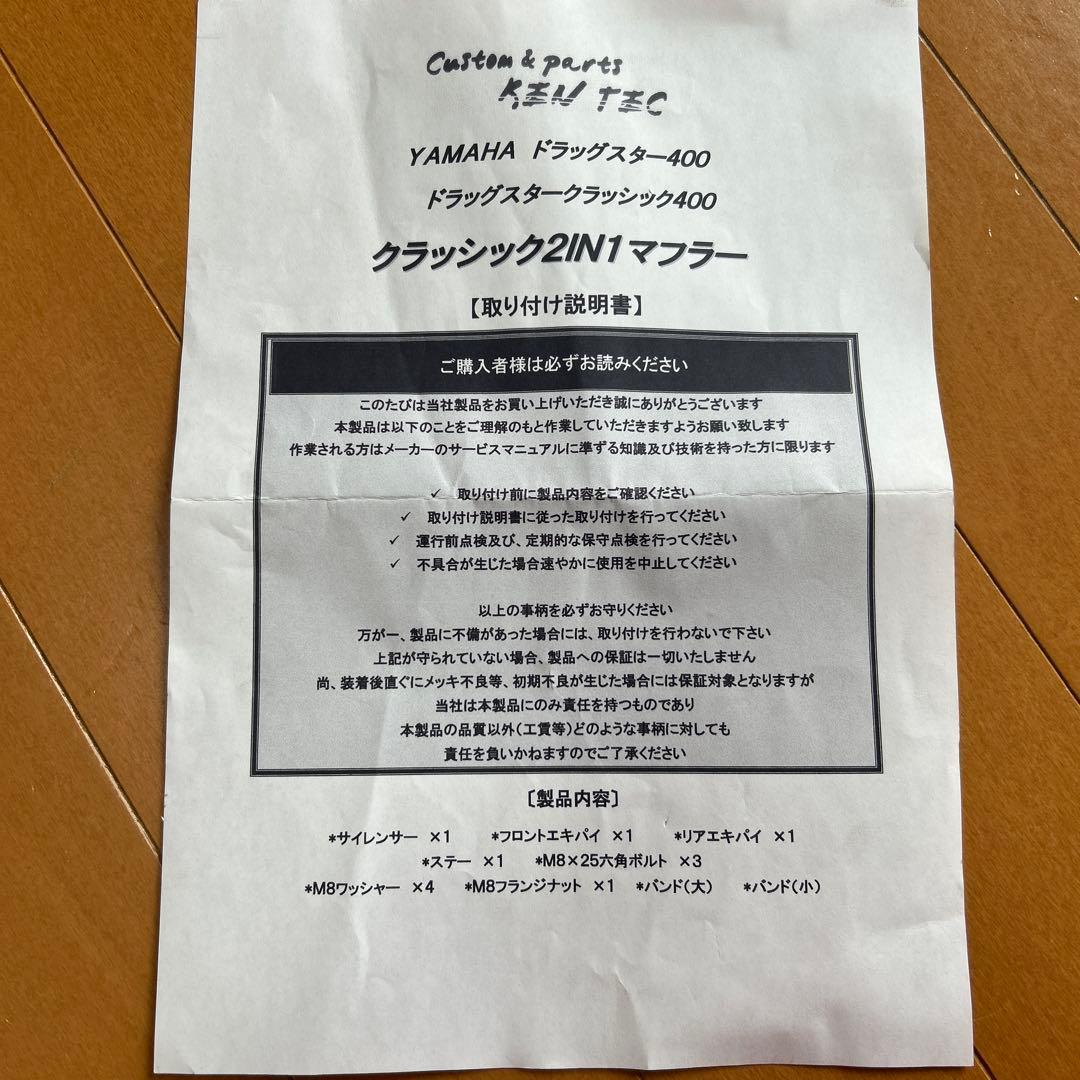 Custom & parts
KEN TEC
YAMAHA ドラッグスター400
ドラッグスタークラッシック400
クラッシック2IN1マフラー
【取り付け説明書】
ご購入者様は必ずお読みください
このたびは当社製品をお買い上げいただき誠にありがとうございます
本製品は以下のことをご理解のもと作業していただきますようお願い致します
作業される方はメーカーのサービスマニュアルに準ずる知識及び技術を持った方に限ります
✓ 取り付け前に製品内容をご確認ください
✓ 取り付け説明書に従った取り付けを行ってください
✓ 運行前点検及び、定期的な保守点検を行ってください
✓ 不具合が生じた場合速やかに使用を中止してください
以上の事柄を必ずお守りください
万が一、製品に不備があった場合には、取り付けを行わないで下さい
上記が守られていない場合、製品への保証は一切いたしません
尚、装着後直ぐにメッキ不良等、初期不良が生じた場合には保証対象となりますが
当社は本製品にのみ責任を持つものであり
本製品の品質以外(工賃等)どのような事柄に対しても
責任を負いかねますのでご了承ください
〔製品内容〕
*サイレンサー ×1 *フロントエキパイ ×1 *リアエキパイ ×1
*ステー ×1 *M8×25六角ボルト ×3
*M8ワッシャー ×4 *M8フランジナット ×1 *バンド(大) *バンド(小)